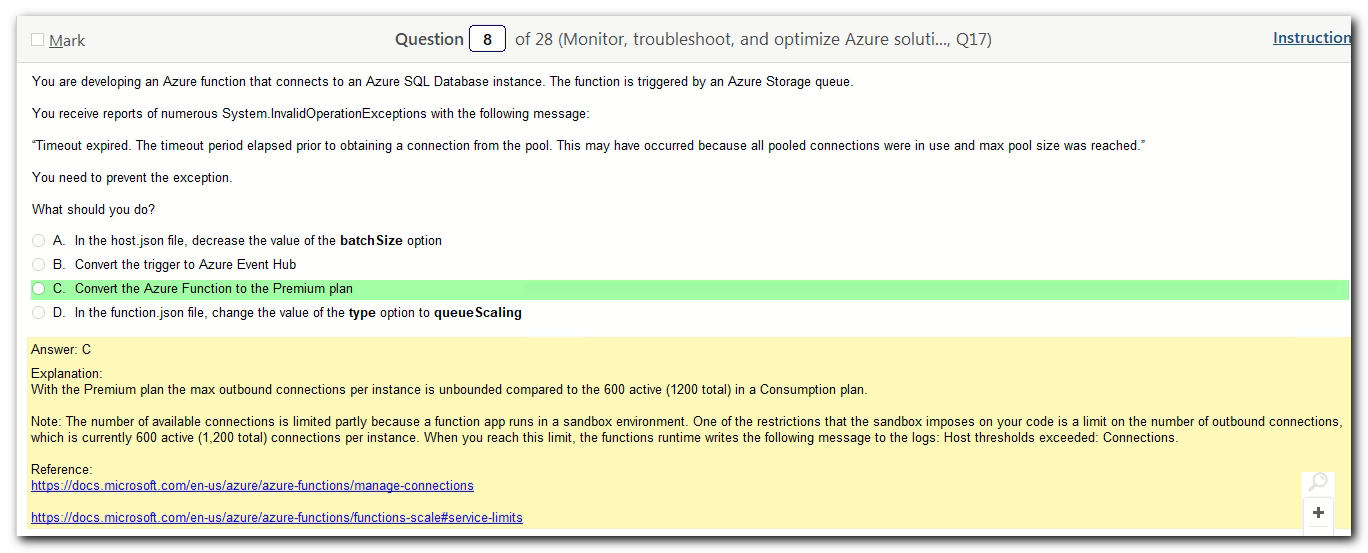 Mark
Question 8 of 28 (Monitor, troubleshoot, and optimize Azure soluti..., Q17)
Instruction
You are developing an Azure function that connects to an Azure SQL Database instance. The function is triggered by an Azure Storage queue.
You receive reports of numerous System.InvalidOperationExceptions with the following message:
“Timeout expired. The timeout period elapsed prior to obtaining a connection from the pool. This may have occurred because all pooled connections were in use and max pool size was reached.”
You need to prevent the exception.
What should you do?
A. In the host.json file, decrease the value of the batchSize option
B. Convert the trigger to Azure Event Hub
C. Convert the Azure Function to the Premium plan
D. In the function.json file, change the value of the type option to queueScaling
Answer: C
Explanation:
With the Premium plan the max outbound connections per instance is unbounded compared to the 600 active (1200 total) in a Consumption plan.
Note: The number of available connections is limited partly because a function app runs in a sandbox environment. One of the restrictions that the sandbox imposes on your code is a limit on the number of outbound connections,
which is currently 600 active (1,200 total) connections per instance. When you reach this limit, the functions runtime writes the following message to the logs: Host thresholds exceeded: Connections.
Reference:
https://docs.microsoft.com/en-us/azure/azure-functions/manage-connections
https://docs.microsoft.com/en-us/azure/azure-functions/functions-scale#service-limits
+